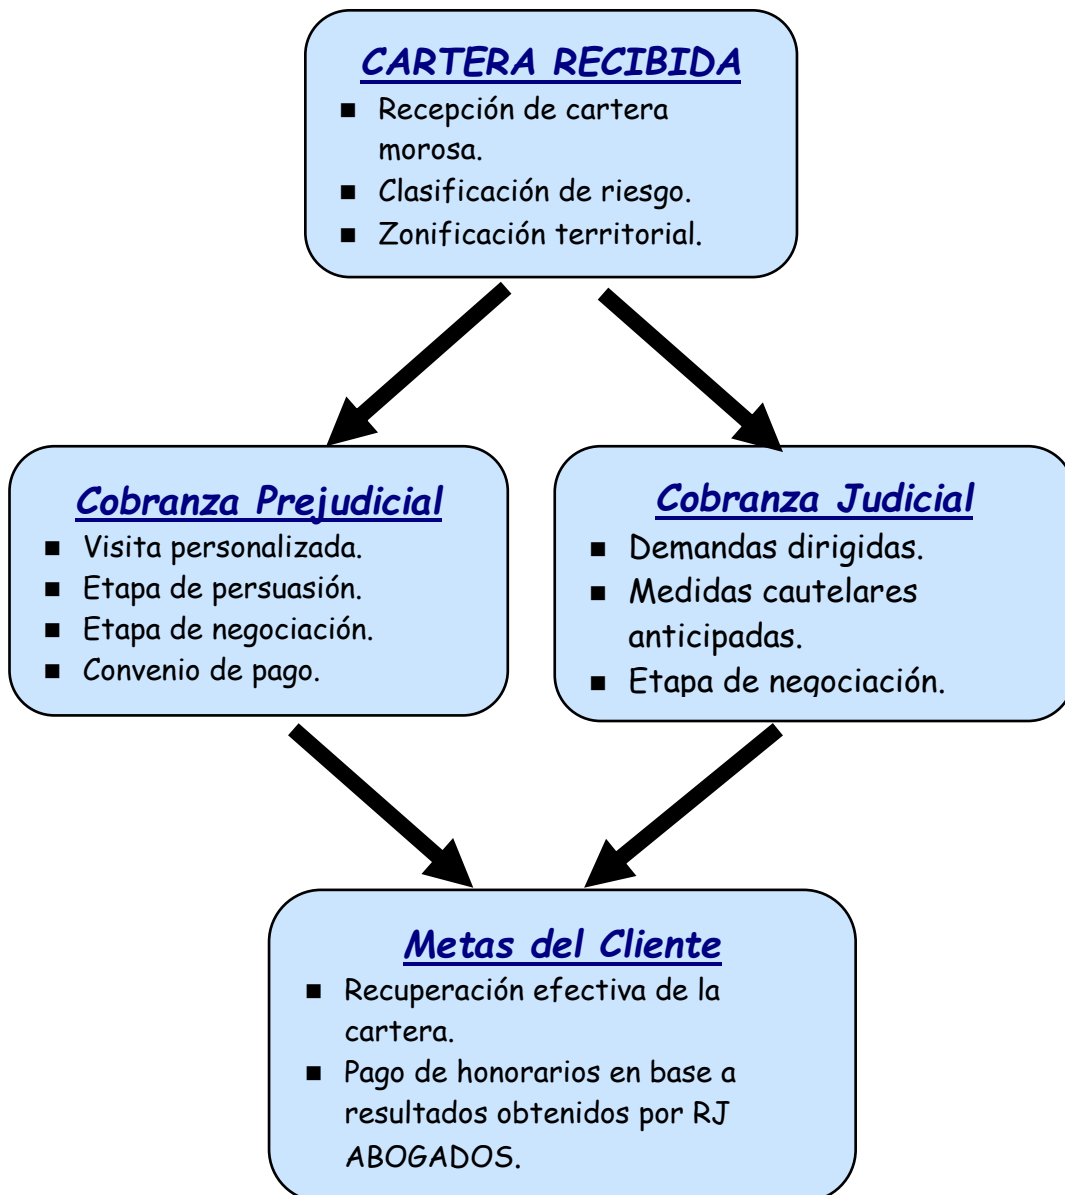 CARTERA RECIBIDA
▪ Recepción de cartera
morosa.
▪ Clasificación de riesgo.
▪ Zonificación territorial.
Cobranza Prejudicial
▪ Visita personalizada.
▪ Etapa de persuasión.
▪ Etapa de negociación.
▪ Convenio de pago.
Cobranza Judicial
▪ Demandas dirigidas.
▪ Medidas cautelares
anticipadas.
▪ Etapa de negociación.
Metas del Cliente
▪ Recuperación efectiva de la
cartera.
▪ Pago de honorarios en base a
resultados obtenidos por RJ
ABOGADOS.